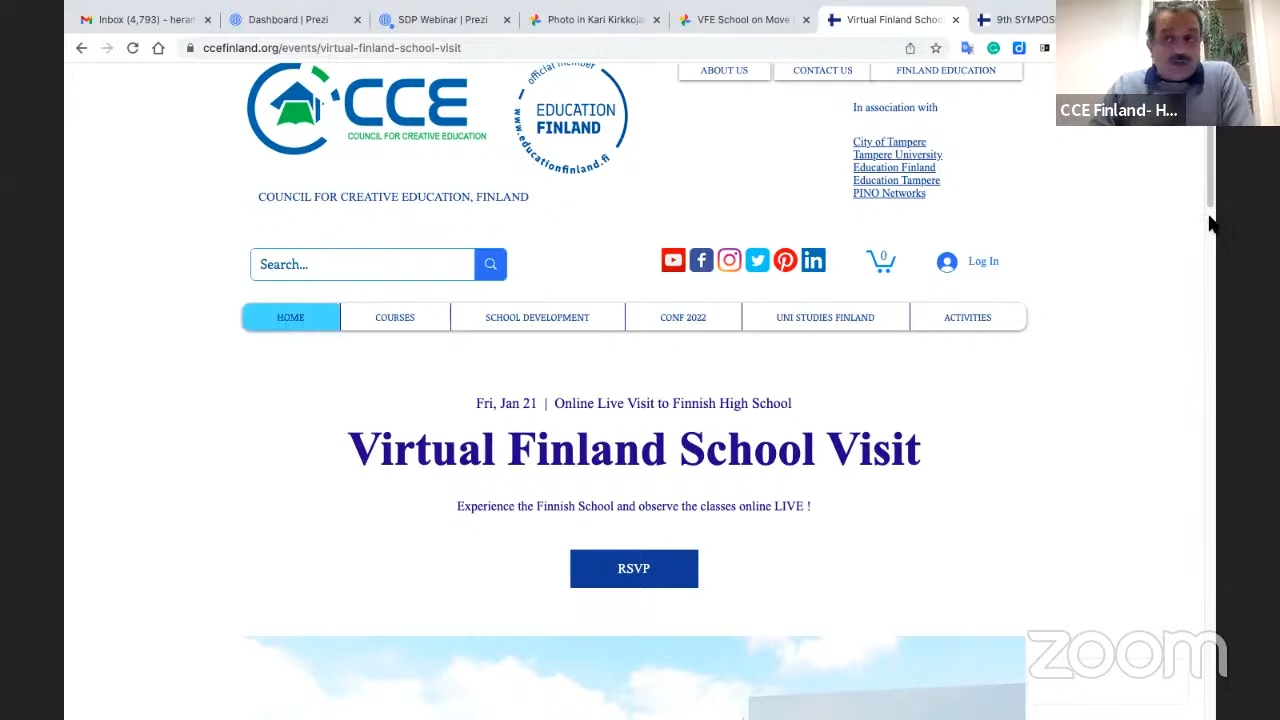 Inbox (4,793) - heran
Dashboard | Prezi
SDP Webinar | Prezi
Photo in Kari Kirkkoja
VFE School on Move
Virtual Finland School
9th SYMPOS
ccefinland.org/events/virtual-finland-school-visit
CCE Finland- H...
CCE
COUNCIL FOR CREATIVE EDUCATION
official member
EDUCATION
FINLAND
www.educationfinland.fi
ABOUT US
CONTACT US
FINLAND EDUCATION
In association with
City of Tampere
Tampere University
Education Finland
Education Tampere
PINO Networks
COUNCIL FOR CREATIVE EDUCATION, FINLAND
Search...
0
Log In
HOME
COURSES
SCHOOL DEVELOPMENT
CONF 2022
UNI STUDIES FINLAND
ACTIVITIES
Fri, Jan 21 | Online Live Visit to Finnish High School
Virtual Finland School Visit
Experience the Finnish School and observe the classes online LIVE !
RSVP
zoom